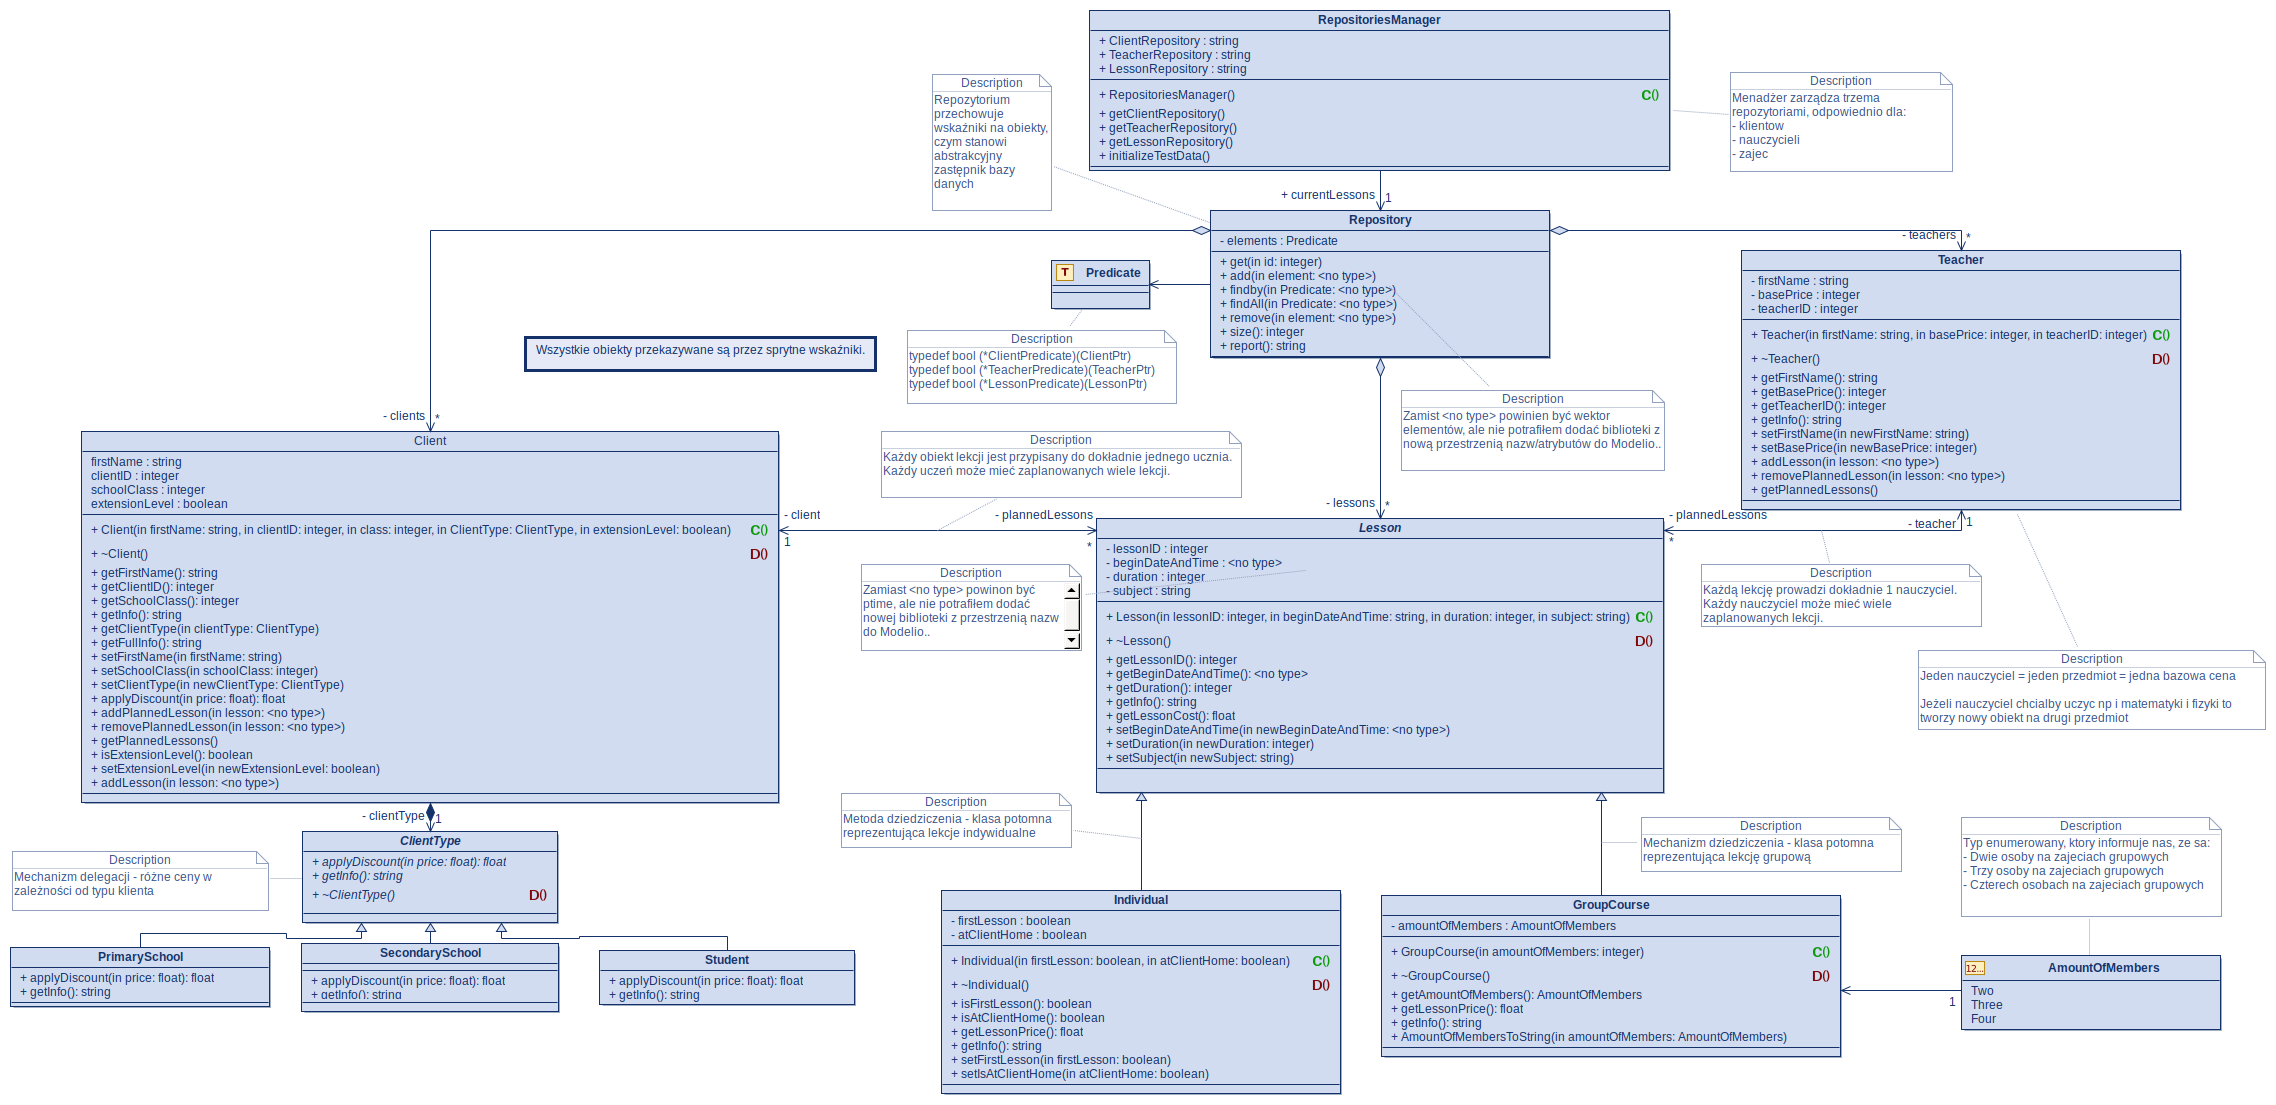 RepositoriesManager
+ ClientRepository : string
+ TeacherRepository : string
+ LessonRepository : string
+ RepositoriesManager() C()
+ getClientRepository()
+ getTeacherRepository()
+ getLessonRepository()
+ initializeTestData()
Description
Repozytorium
przechowuje
wskaźniki na obiekty,
czym stanowi
abstrakcyjny
zastępnik bazy
danych
Description
Menadżer zarządza trzema
repozytoriami, odpowiednio dla:
- klientow
- nauczycieli
- zajec
+ currentLessons 1
Repository
- elements : Predicate
+ get(in id: integer)
+ add(in element: <no type>)
+ findby(in Predicate: <no type>)
+ findAll(in Predicate: <no type>)
+ remove(in element: <no type>)
+ size(): integer
+ report(): string
T Predicate
Description
typedef bool (*ClientPredicate)(ClientPtr)
typedef bool (*TeacherPredicate)(TeacherPtr)
typedef bool (*LessonPredicate)(LessonPtr)
Wszystkie obiekty przekazywane są przez sprytne wskaźniki.
- teachers *
Teacher
- firstName : string
- basePrice : integer
- teacherID : integer
+ Teacher(in firstName: string, in basePrice: integer, in teacherID: integer) C()
+ ~Teacher() D()
+ getFirstName(): string
+ getBasePrice(): integer
+ getTeacherID(): integer
+ getInfo(): string
+ setFirstName(in newFirstName: string)
+ setBasePrice(in newBasePrice: integer)
+ addLesson(in lesson: <no type>)
+ removePlannedLesson(in lesson: <no type>)
+ getPlannedLessons()
Description
Zamist <no type> powinien być wektor
elementów, ale nie potrafiłem dodać biblioteki z
nową przestrzenią nazw/atrybutów do Modelio..
- clients *
Client
firstName : string
clientID : integer
schoolClass : integer
extensionLevel : boolean
+ Client(in firstName: string, in clientID: integer, in class: integer, in ClientType: ClientType, in extensionLevel: boolean) C()
+ ~Client() D()
+ getFirstName(): string
+ getClientID(): integer
+ getSchoolClass(): integer
+ getInfo(): string
+ getClientType(in clientType: ClientType)
+ getFullInfo(): string
+ setFirstName(in firstName: string)
+ setSchoolClass(in schoolClass: integer)
+ setClientType(in newClientType: ClientType)
+ applyDiscount(in price: float): float
+ addPlannedLesson(in lesson: <no type>)
+ removePlannedLesson(in lesson: <no type>)
+ getPlannedLessons()
+ isExtensionLevel(): boolean
+ setExtensionLevel(in newExtensionLevel: boolean)
+ addLesson(in lesson: <no type>)
Description
Każdy obiekt lekcji jest przypisany do dokładnie jednego ucznia.
Każdy uczeń może mieć zaplanowanych wiele lekcji.
- client
1
- plannedLessons
*
- lessons *
Lesson
- lessonID : integer
- beginDateAndTime : <no type>
- duration : integer
- subject : string
+ Lesson(in lessonID: integer, in beginDateAndTime: string, in duration: integer, in subject: string) C()
+ ~Lesson() D()
+ getLessonID(): integer
+ getBeginDateAndTime(): <no type>
+ getDuration(): integer
+ getInfo(): string
+ getLessonCost(): float
+ setBeginDateAndTime(in newBeginDateAndTime: <no type>)
+ setDuration(in newDuration: integer)
+ setSubject(in newSubject: string)
- plannedLessons
*
- teacher 1
Description
Zamiast <no type> powinon być
ptime, ale nie potrafiłem dodać
nowej biblioteki z przestrzenią nazw
do Modelio..
Description
Każdą lekcję prowadzi dokładnie 1 nauczyciel.
Każdy nauczyciel może mieć wiele
zaplanowanych lekcji.
Description
Jeden nauczyciel = jeden przedmiot = jedna bazowa cena
Jeżeli nauczyciel chcialby uczyc np i matematyki i fizyki to
tworzy nowy obiekt na drugi przedmiot
- clientType 1
ClientType
+ applyDiscount(in price: float): float
+ getInfo(): string
+ ~ClientType() D()
Description
Mechanizm delegacji - różne ceny w
zależności od typu klienta
PrimarySchool
+ applyDiscount(in price: float): float
+ getInfo(): string
SecondarySchool
+ applyDiscount(in price: float): float
+ getInfo(): string
Student
+ applyDiscount(in price: float): float
+ getInfo(): string
Description
Metoda dziedziczenia - klasa potomna
reprezentująca lekcje indywidualne
Description
Mechanizm dziedziczenia - klasa potomna
reprezentująca lekcję grupową
Description
Typ enumerowany, ktory informuje nas, ze sa:
- Dwie osoby na zajeciach grupowych
- Trzy osoby na zajeciach grupowych
- Czterech osobach na zajeciach grupowych
Individual
- firstLesson : boolean
- atClientHome : boolean
+ Individual(in firstLesson: boolean, in atClientHome: boolean) C()
+ ~Individual() D()
+ isFirstLesson(): boolean
+ isAtClientHome(): boolean
+ getLessonPrice(): float
+ getInfo(): string
+ setFirstLesson(in firstLesson: boolean)
+ setIsAtClientHome(in atClientHome: boolean)
GroupCourse
- amountOfMembers : AmountOfMembers
+ GroupCourse(in amountOfMembers: integer) C()
+ ~GroupCourse() D()
+ getAmountOfMembers(): AmountOfMembers
+ getLessonPrice(): float
+ getInfo(): string
+ AmountOfMembersToString(in amountOfMembers: AmountOfMembers)
1
12... AmountOfMembers
Two
Three
Four